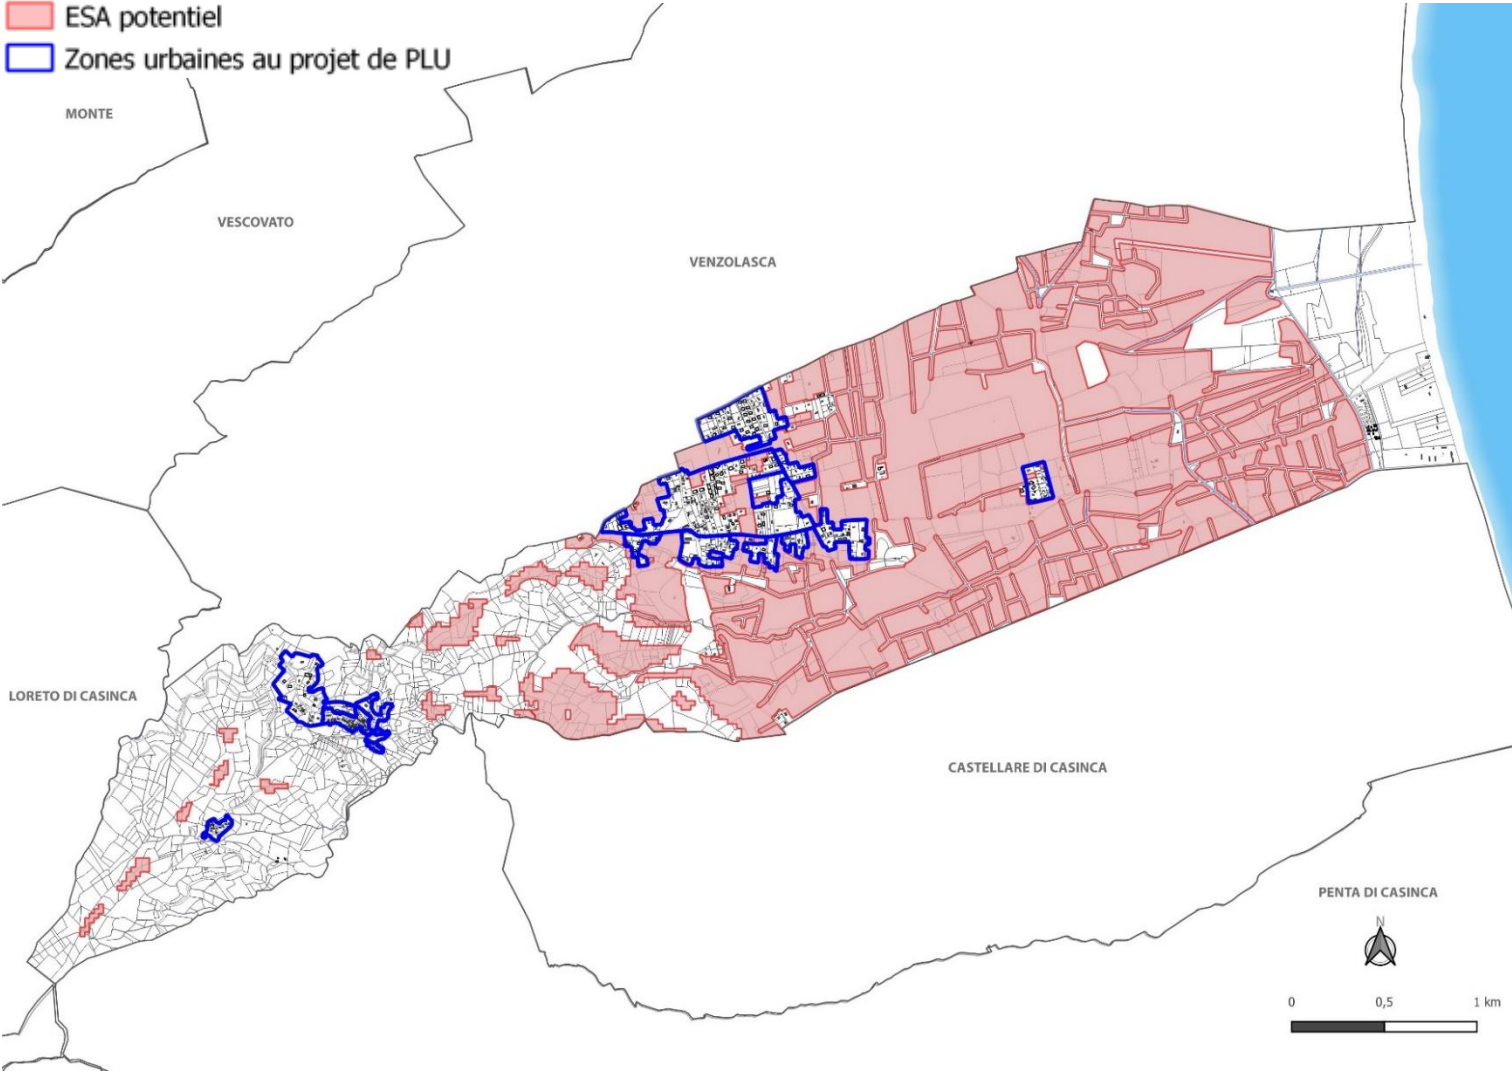 ESA potentiel
Zones urbaines au projet de PLU
MONTE
VESCOVATO
VENZOLASCA
LORETO DI CASINCA
CASTELLARE DI CASINCA
PENTA DI CASINCA
N
0 0,5 1 km